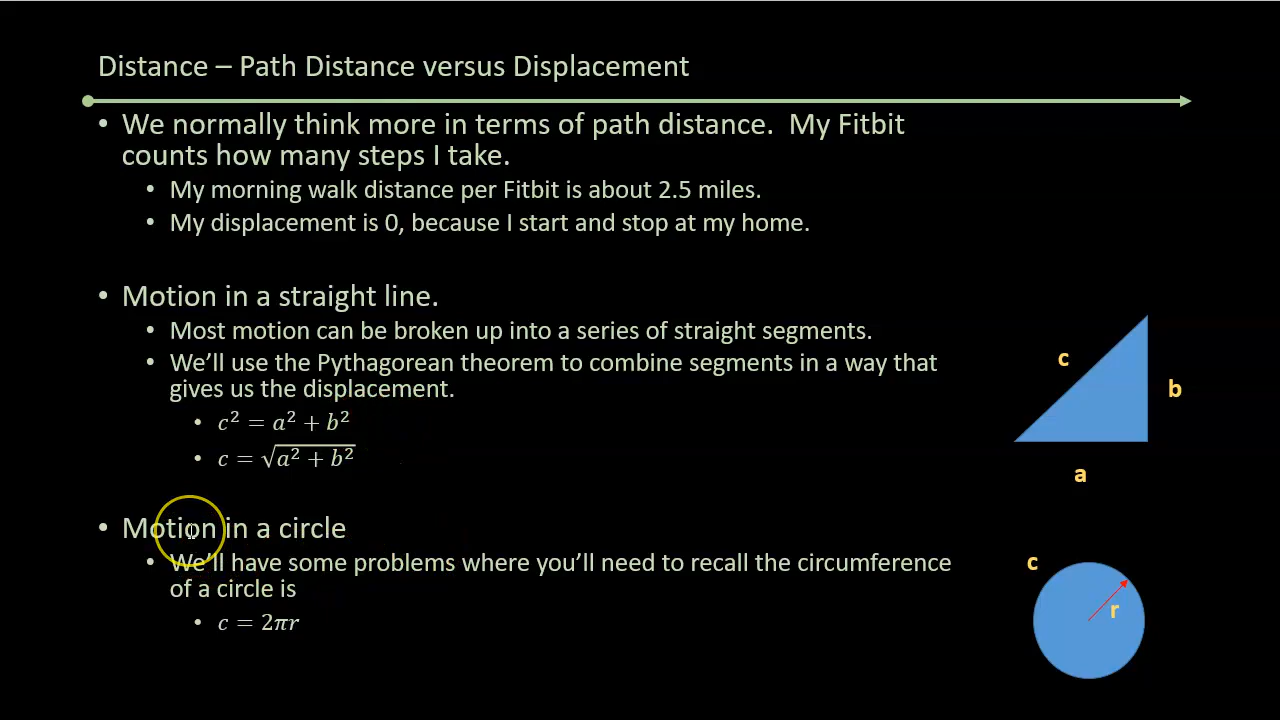 Distance – Path Distance versus Displacement
• We normally think more in terms of path distance.  My Fitbit
counts how many steps I take.
• My morning walk distance per Fitbit is about 2.5 miles.
• My displacement is 0, because I start and stop at my home.
• Motion in a straight line.
• Most motion can be broken up into a series of straight segments.
• We’ll use the Pythagorean theorem to combine segments in a way that
gives us the displacement.
• c² = a² + b²
• c = √(a² + b²)
c
b
a
• Motion in a circle
• We’ll have some problems where you’ll need to recall the circumference
of a circle is
• c = 2πr
c
r